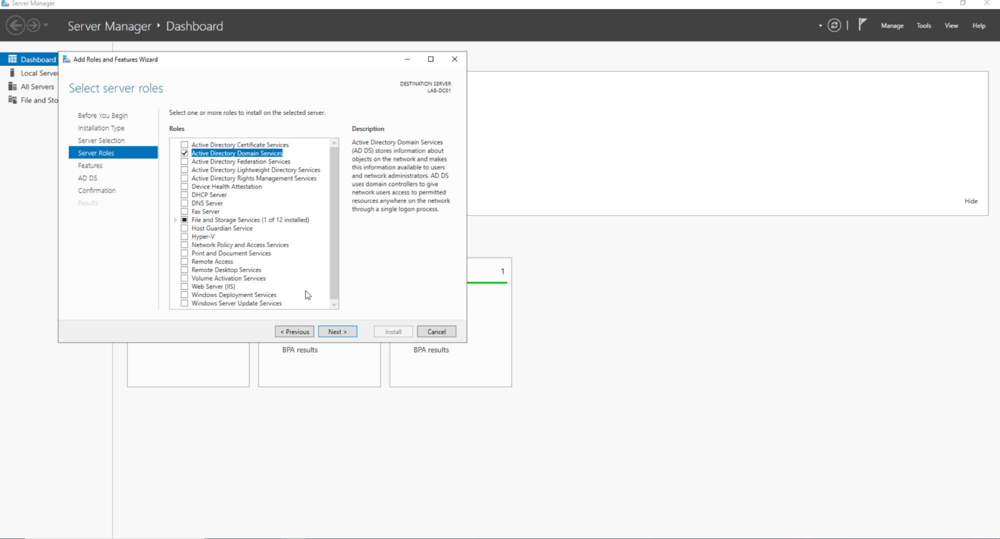 Server Manager
Server Manager ‣ Dashboard
Manage
Tools
View
Help
Dashboard
Local Server
All Servers
File and Sto
Add Roles and Features Wizard
Select server roles
DESTINATION SERVER
LAB-DC01
Before You Begin
Installation Type
Server Selection
Server Roles
Features
AD DS
Confirmation
Results
Select one or more roles to install on the selected server.
Roles
Active Directory Certificate Services
Active Directory Domain Services
Active Directory Federation Services
Active Directory Lightweight Directory Services
Active Directory Rights Management Services
Device Health Attestation
DHCP Server
DNS Server
Fax Server
File and Storage Services (1 of 12 installed)
Host Guardian Service
Hyper-V
Network Policy and Access Services
Print and Document Services
Remote Access
Remote Desktop Services
Volume Activation Services
Web Server (IIS)
Windows Deployment Services
Windows Server Update Services
Description
Active Directory Domain Services
(AD DS) stores information about
objects on the network and makes
this information available to users
and network administrators. AD DS
uses domain controllers to give
network users access to permitted
resources anywhere on the network
through a single logon process.
< Previous
Next >
Install
Cancel
Hide
1
BPA results
BPA results